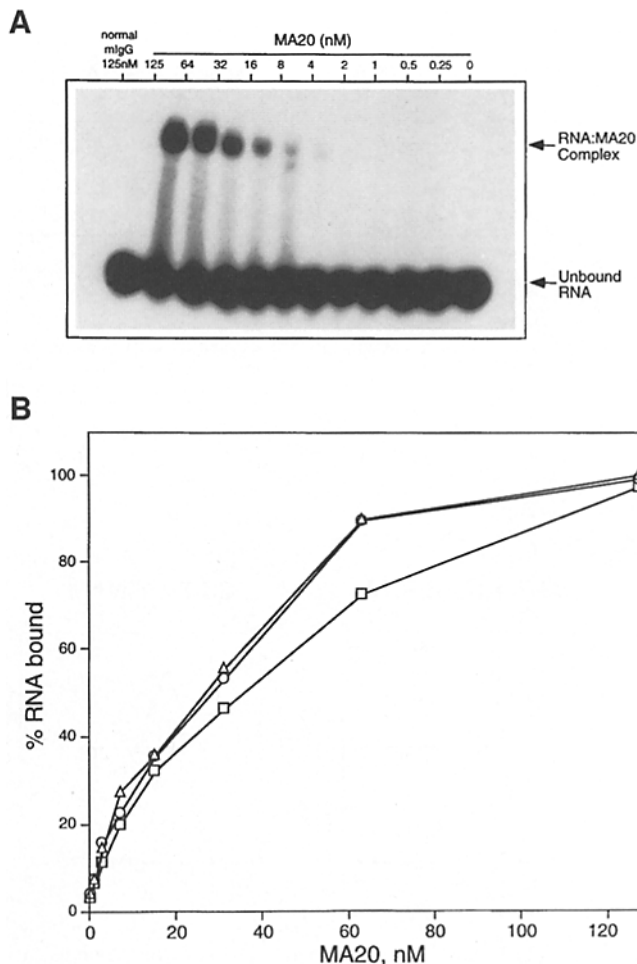 A
normal
mIgG
125nM
MA20 (nM)
125 64 32 16 8 4 2 1 0.5 0.25 0
RNA:MA20
Complex
Unbound
RNA
B
% RNA bound
100
80
60
40
20
0
0 20 40 60 80 100 120
MA20, nM